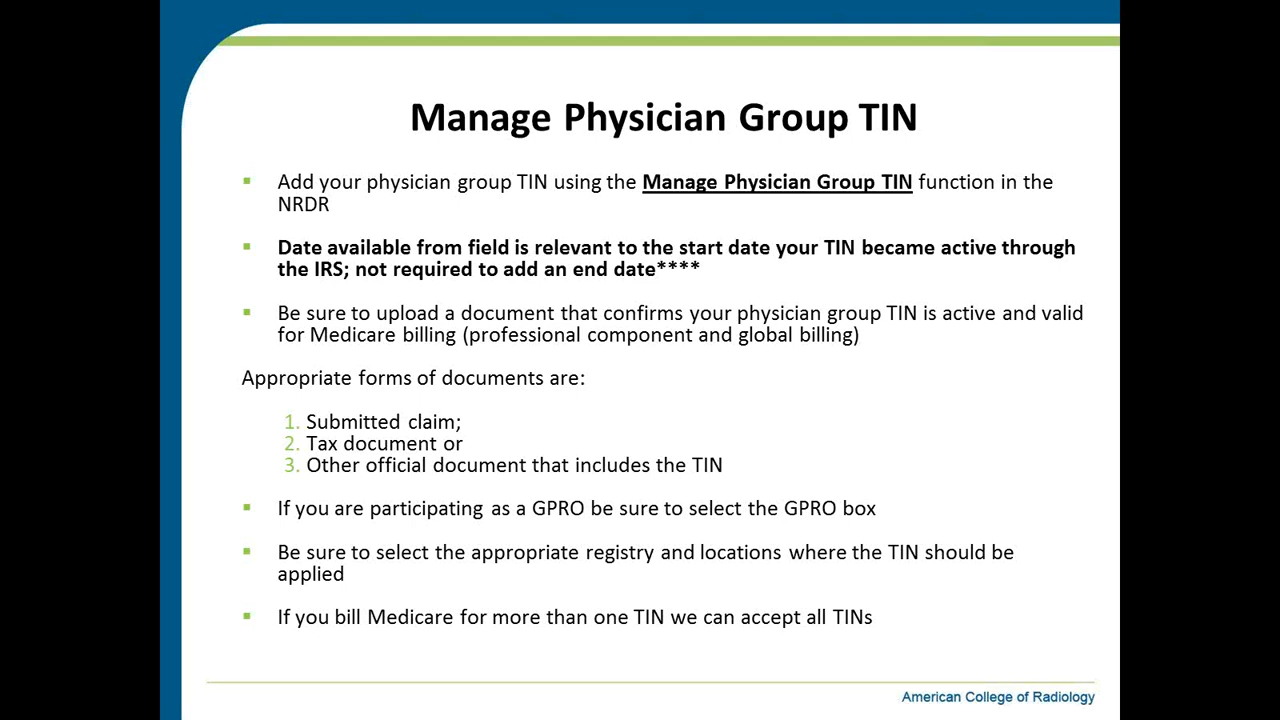 Manage Physician Group TIN
Add your physician group TIN using the Manage Physician Group TIN function in the
NRDR
Date available from field is relevant to the start date your TIN became active through
the IRS; not required to add an end date****
Be sure to upload a document that confirms your physician group TIN is active and valid
for Medicare billing (professional component and global billing)
Appropriate forms of documents are:
1. Submitted claim;
2. Tax document or
3. Other official document that includes the TIN
If you are participating as a GPRO be sure to select the GPRO box
Be sure to select the appropriate registry and locations where the TIN should be
applied
If you bill Medicare for more than one TIN we can accept all TINs
American College of Radiology